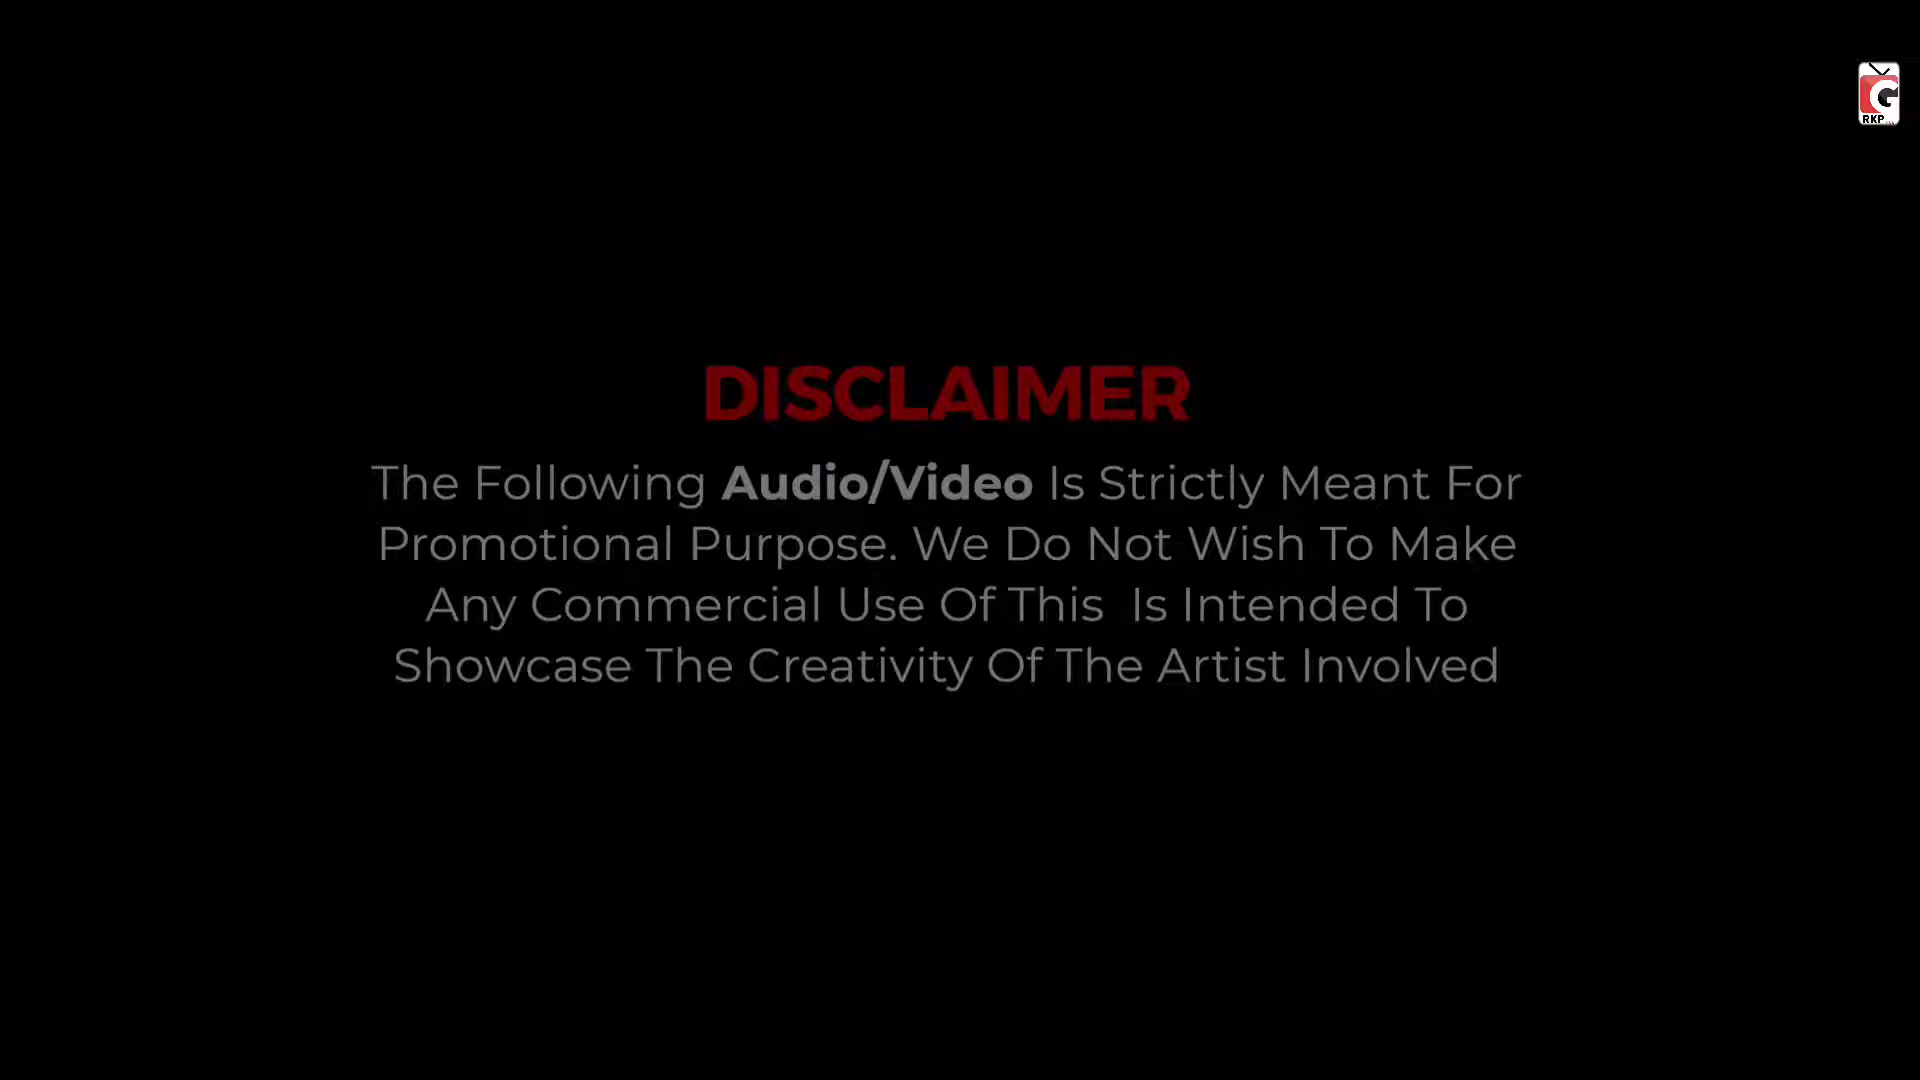 G
RKP
DISCLAIMER
The Following Audio/Video Is Strictly Meant For
Promotional Purpose. We Do Not Wish To Make
Any Commercial Use Of This  Is Intended To
Showcase The Creativity Of The Artist Involved